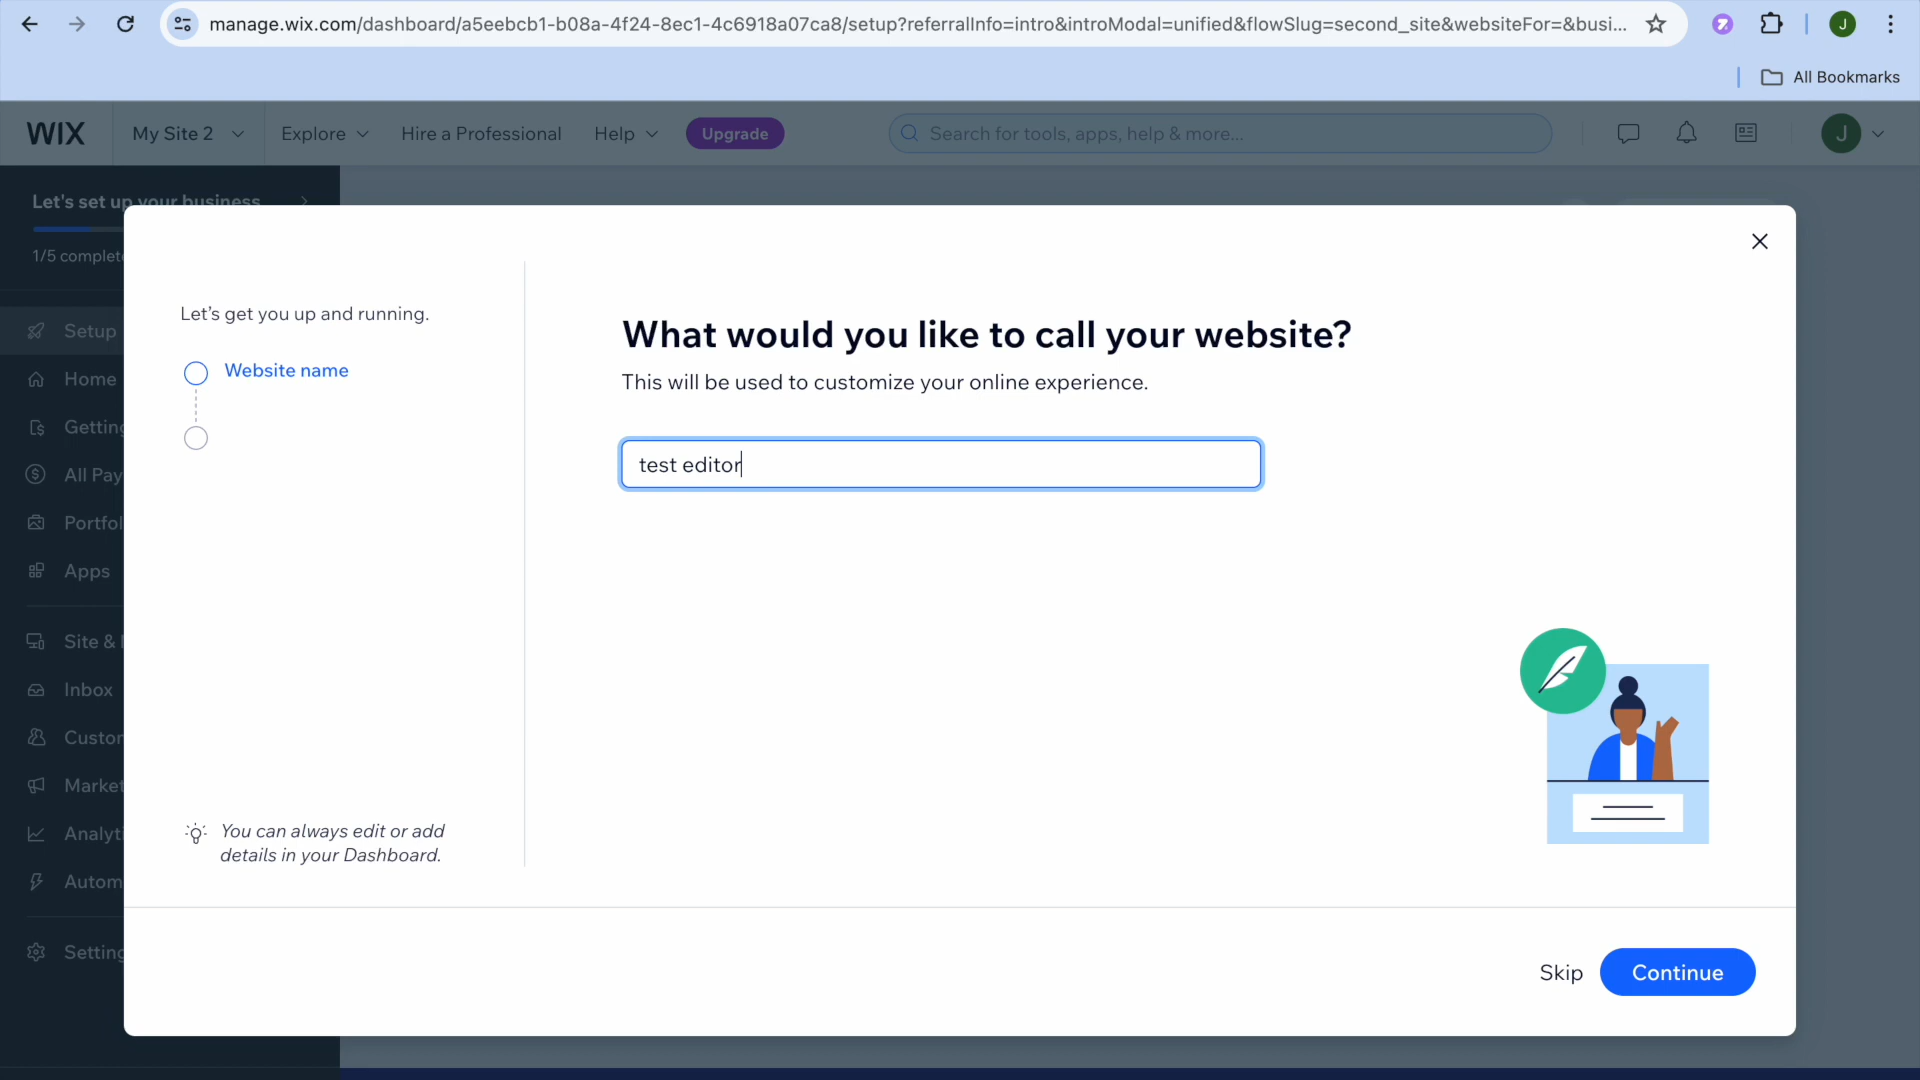 manage.wix.com/dashboard/a5eebcb1-b08a-4f24-8ec1-4c6918a07ca8/setup?referralInfo=intro&introModal=unified&flowSlug=second_site&websiteFor=&busi...
J
All Bookmarks
WIX
My Site 2
Explore
Hire a Professional
Help
Upgrade
Search for tools, apps, help & more...
J
Let's set up your business
1/5 complete
Setup
Home
Getting
All Pay
Portfol
Apps
Site &
Inbox
Custor
Market
Analyti
Autom
Setting
Let's get you up and running.
Website name
You can always edit or add
details in your Dashboard.
What would you like to call your website?
This will be used to customize your online experience.
test editor
Skip
Continue